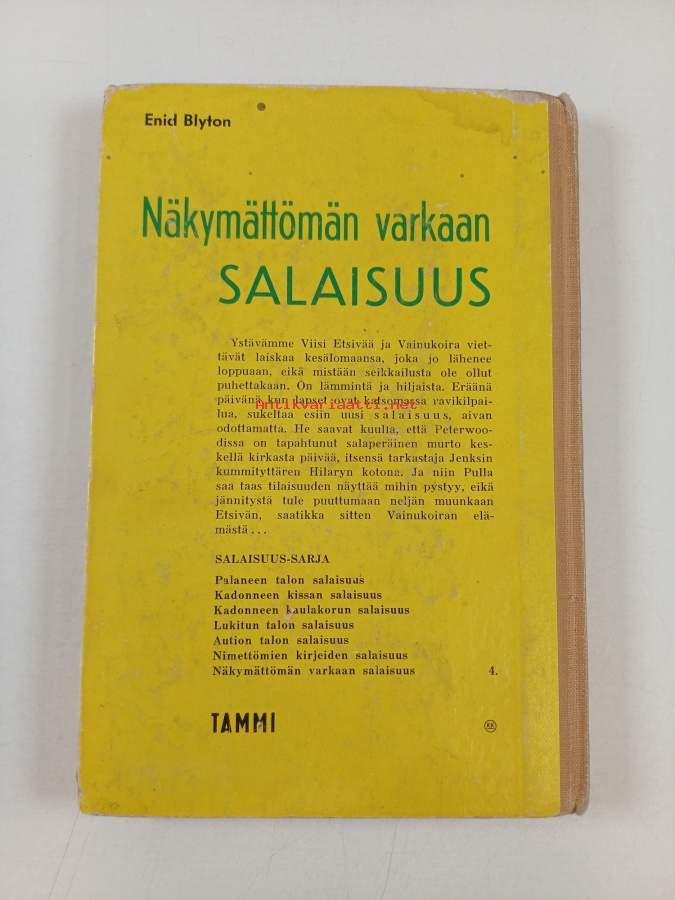 Enid Blyton
Näkymättömän varkaan
SALAISUUS
Ystävämme Viisi Etsivää ja Vainukoira viet-
tävät laiskaa kesälomaansa, joka jo lähenee
loppuaan, eikä mistään seikkailusta ole ollut
puhettakaan. On lämmintä ja hiljaista. Eräänä
päivänä kun lapset ovat katsomassa ravikilpai-
Antikvariaatti.net
lua, sukeltaa esiin uusi salaisuus, aivan
odottamatta. He saavat kuulla, että Peterwoo-
dissa on tapahtunut salaperäinen murto kes-
kellä kirkasta päivää, itsensä tarkastaja Jenksin
kummityttären Hilaryn kotona. Ja niin Pulla
saa taas tilaisuuden näyttää mihin pystyy, eikä
jännitystä tule puuttumaan neljän muunkaan
Etsivän, saatikka sitten Vainukoiran elä-
mästä...
SALAISUUS-SARJA
Palaneen talon salaisuus
Kadonneen kissan salaisuus
Kadonneen kaulakorun salaisuus
Lukitun talon salaisuus
Aution talon salaisuus
Nimettömien kirjeiden salaisuus
Näkymättömän varkaan salaisuus 4.
TAMMI
KK